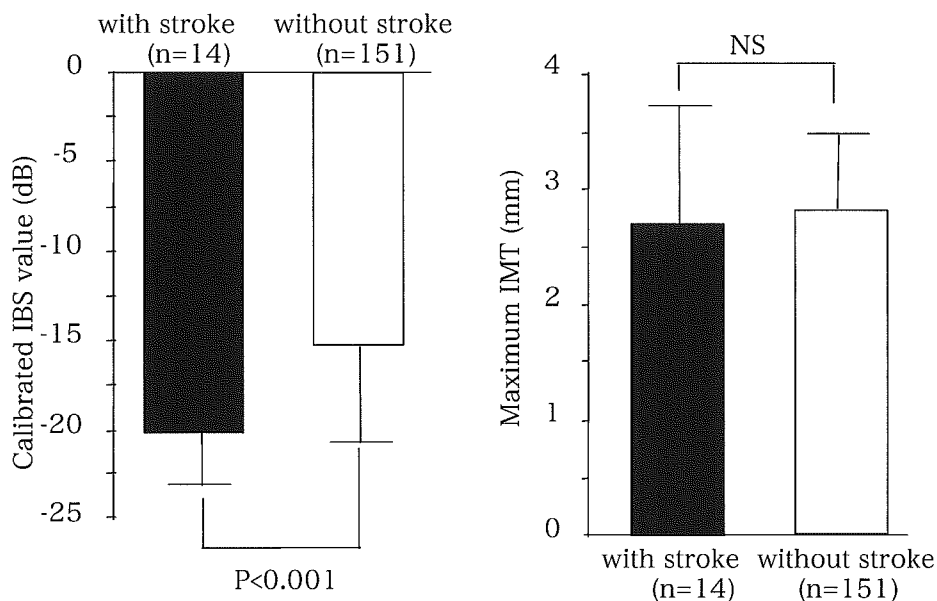 with stroke
(n=14)
without stroke
(n=151)
0
-5
-10
-15
-20
-25
Calibrated IBS value (dB)
P<0.001
NS
4
3
2
1
0
Maximum IMT (mm)
with stroke
(n=14)
without stroke
(n=151)